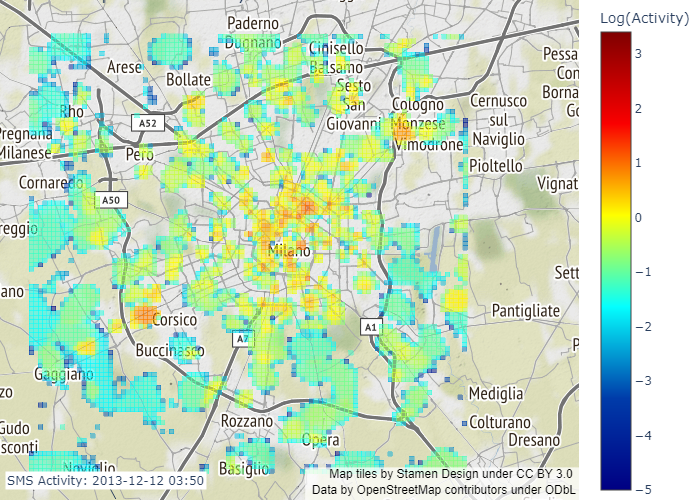 Log(Activity)
3
2
1
0
−1
−2
−3
−4
−5
Paderno
Dugnano
Cinisello
Balsamo
Arese
Bollate
Sesto
San
Giovanni
Cologno
Monzese
Vimodrone
Cernusco
sul
Naviglio
Pioltello
Pessa
Con
Borna
Go
Rho
A52
Pregnana
Milanese
Pero
Cornaredo
A50
Vignat
reggio
Milano
Sett
ano
Corsico
Pantigliate
A7
A1
P
Buccinasco
Gaggiano
zo
Mediglia
Rozzano
Colturano
Gudo
Opera
Dresano
sconti
Noviglio
Basiglio
SMS Activity: 2013-12-12 03:50
Map tiles by Stamen Design under CC BY 3.0
Data by OpenStreetMap contributors under ODbL